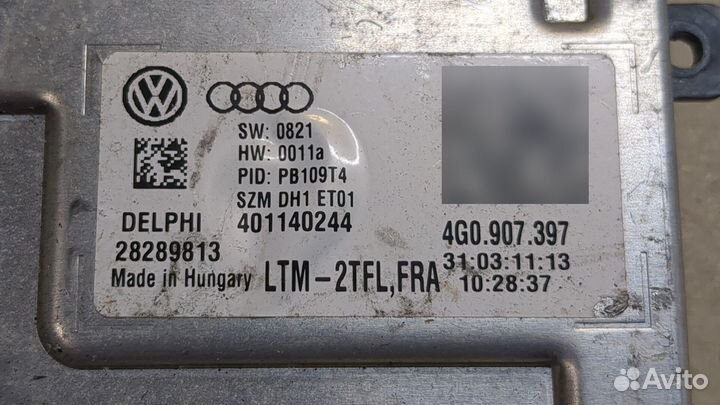 SW: 0821
HW: 0011a
PID: PB109T4
SZM DH1 ET01
DELPHI 401140244
28289813
Made in Hungary LTM-2TFL,FRA
4G0.907.397
31.03:11:13
10:28:37
Avito